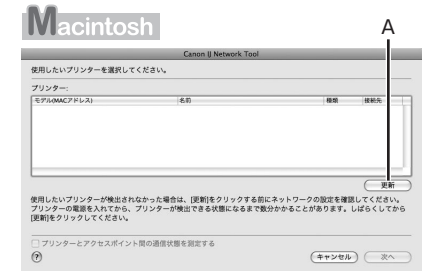 Macintosh
A
Canon IJ Network Tool
使用したいプリンターを選択してください。
プリンター:
モデル(MACアドレス) 名前 種類 接続先
更新
使用したいプリンターが検出されなかった場合は、[更新]をクリックする前にネットワークの設定を確認してください。
プリンターの電源を入れてから、プリンターが検出できる状態になるまで数分かかることがあります。しばらくしてから
[更新]をクリックしてください。
プリンターとアクセスポイント間の通信状態を測定する
? キャンセル 次へ